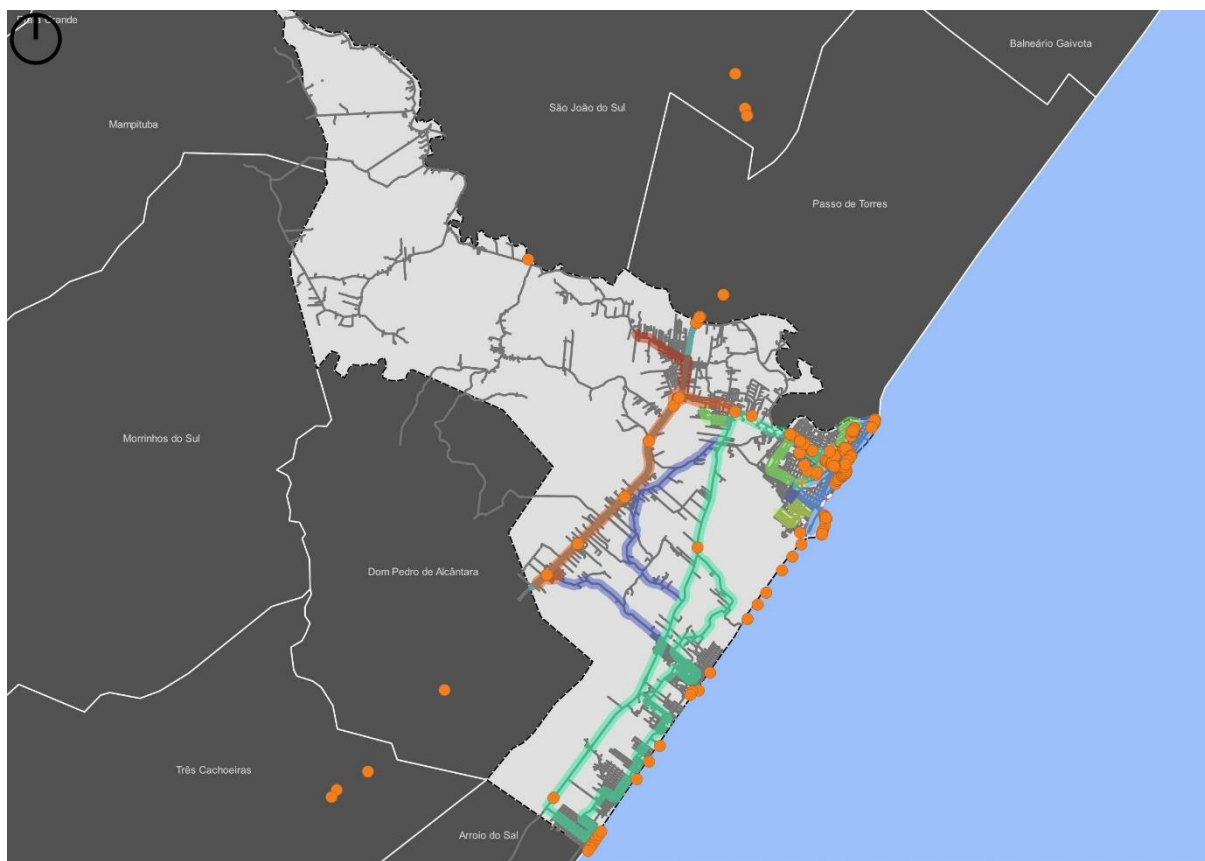 Balneário Gaivota
São João do Sul
Mampituba
Passo de Torres
Morrinhos do Sul
Dom Pedro de Alcântara
Três Cachoeiras
Arroio do Sal